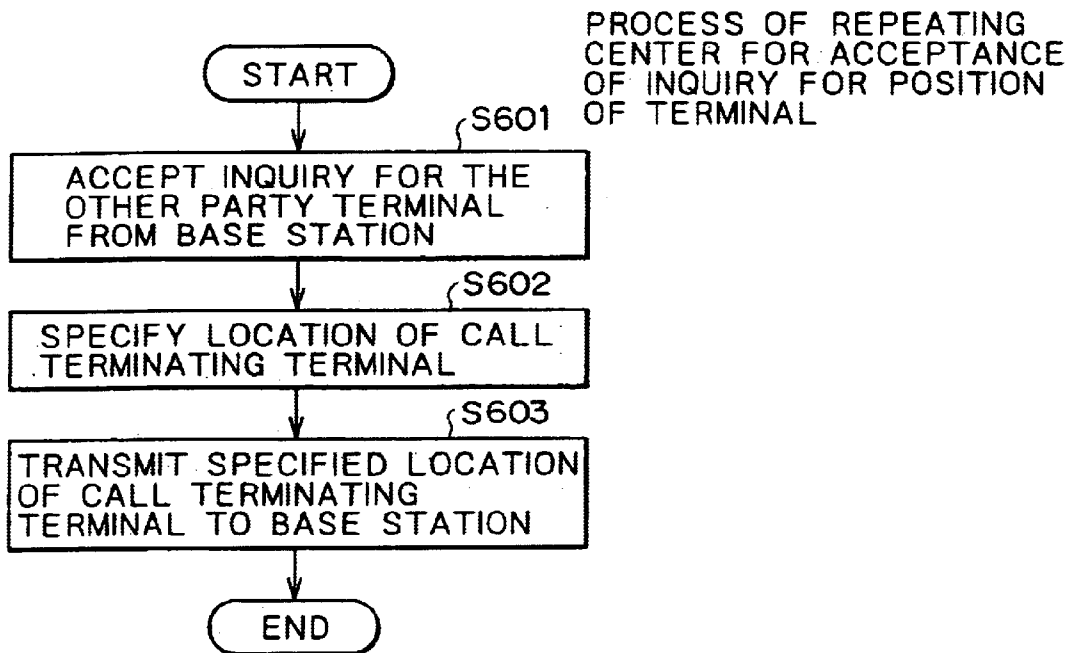 PROCESS OF REPEATING
CENTER FOR ACCEPTANCE
OF INQUIRY FOR POSITION
OF TERMINAL
START
S601
ACCEPT INQUIRY FOR THE
OTHER PARTY TERMINAL
FROM BASE STATION
S602
SPECIFY LOCATION OF CALL
TERMINATING TERMINAL
S603
TRANSMIT SPECIFIED LOCATION
OF CALL TERMINATING
TERMINAL TO BASE STATION
END